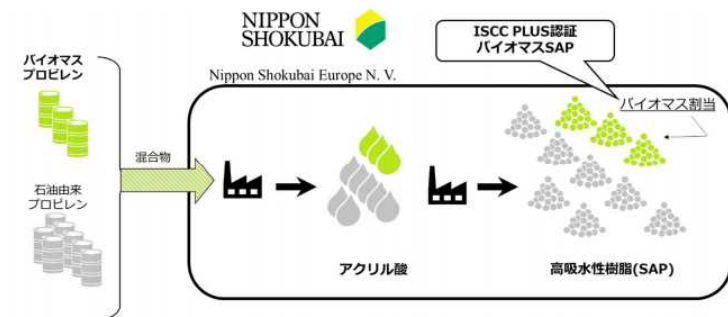 NIPPON
SHOKUBAI
Nippon Shokubai Europe N. V.
バイオマス
プロピレン
石油由来
プロピレン
混合物
アクリル酸
ISCC PLUS認証
バイオマスSAP
バイオマス割当
高吸水性樹脂(SAP)